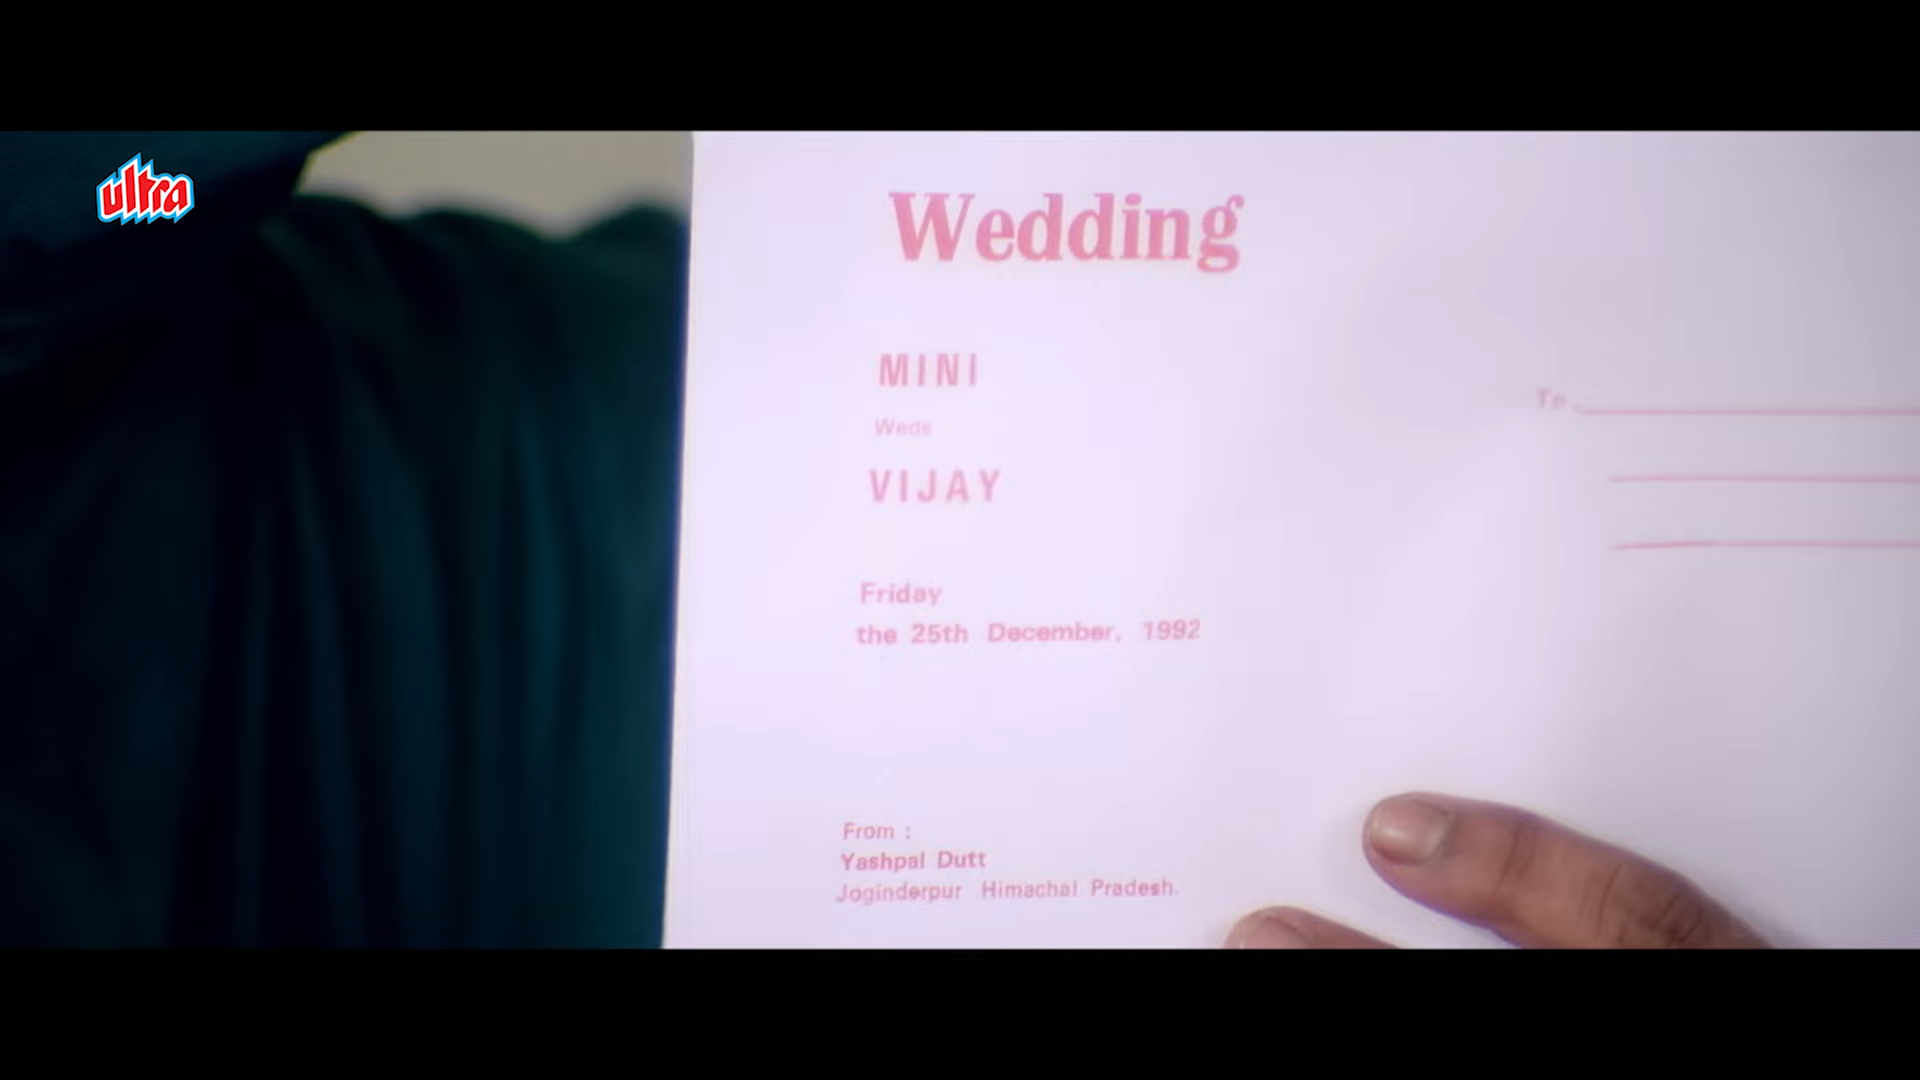 ultra
Wedding
MINI
Weds
VIJAY
To
Friday
the 25th December, 1992
From :
Yashpal Dutt
Joginderpur Himachal Pradesh.